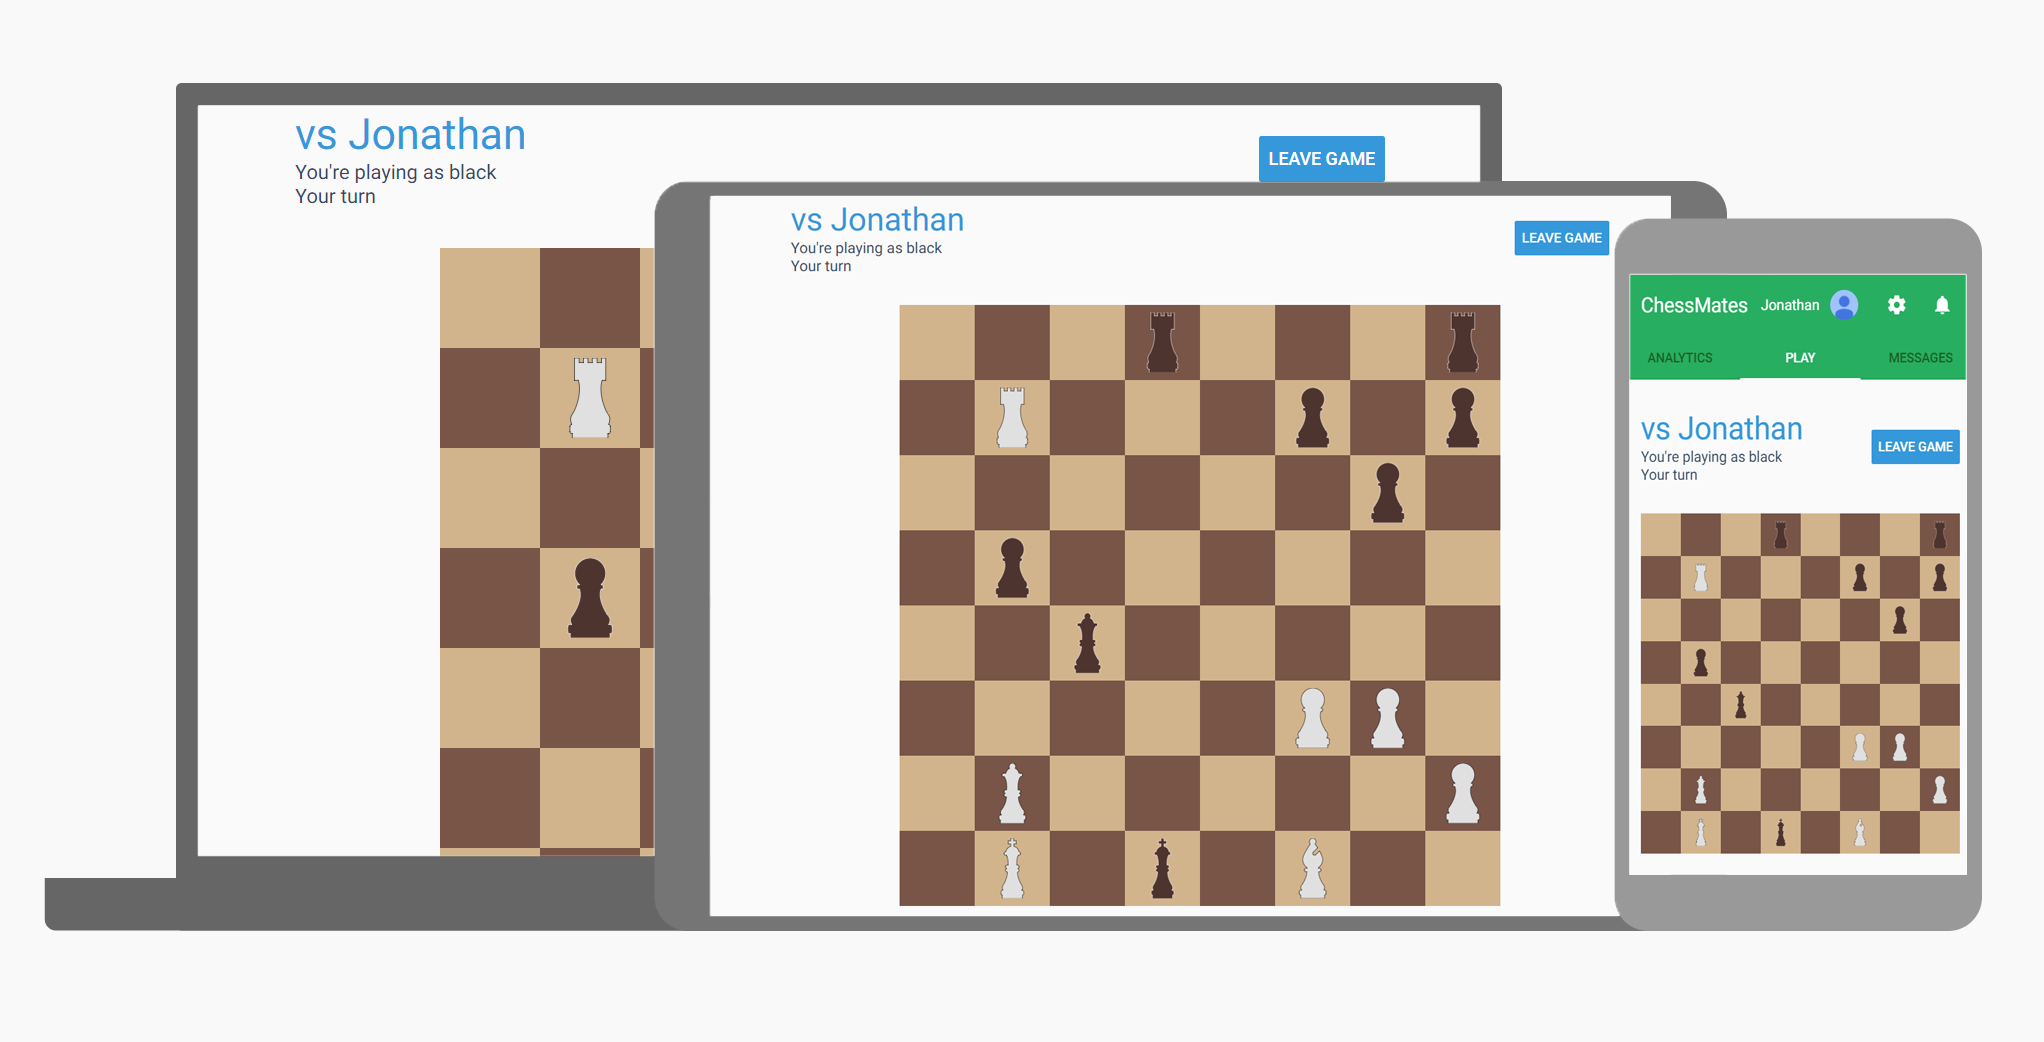 vs Jonathan
You're playing as black
Your turn
LEAVE GAME
vs Jonathan
You're playing as black
Your turn
LEAVE GAME
ChessMates Jonathan
ANALYTICS PLAY MESSAGES
vs Jonathan
You're playing as black
Your turn
LEAVE GAME